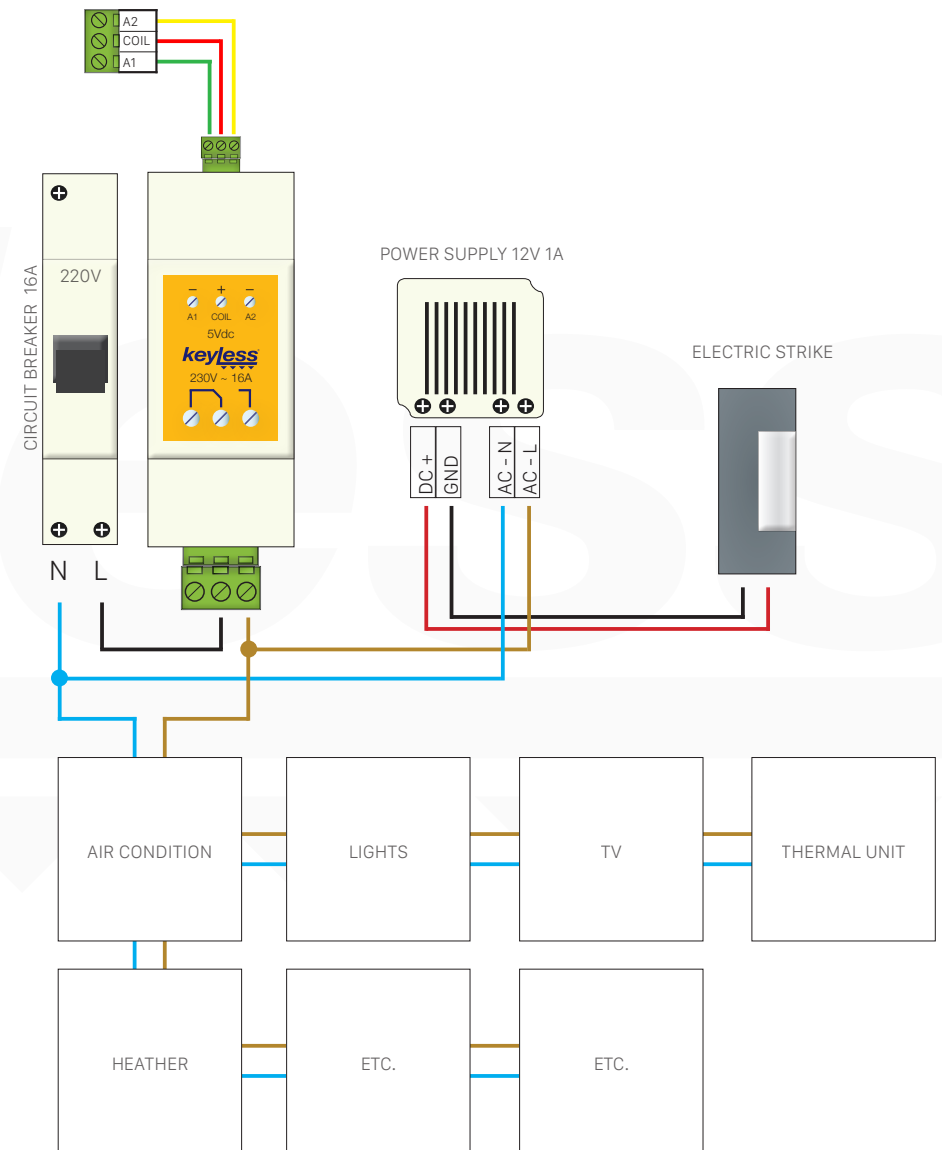 A2
COIL
A1
CIRCUIT BREAKER 16A
220V
− + −
A1 COIL A2
5Vdc
keyless
230V ~ 16A
N L
POWER SUPPLY 12V 1A
DC +
GND
AC - N
AC - L
ELECTRIC STRIKE
AIR CONDITION
LIGHTS
TV
THERMAL UNIT
HEATHER
ETC.
ETC.